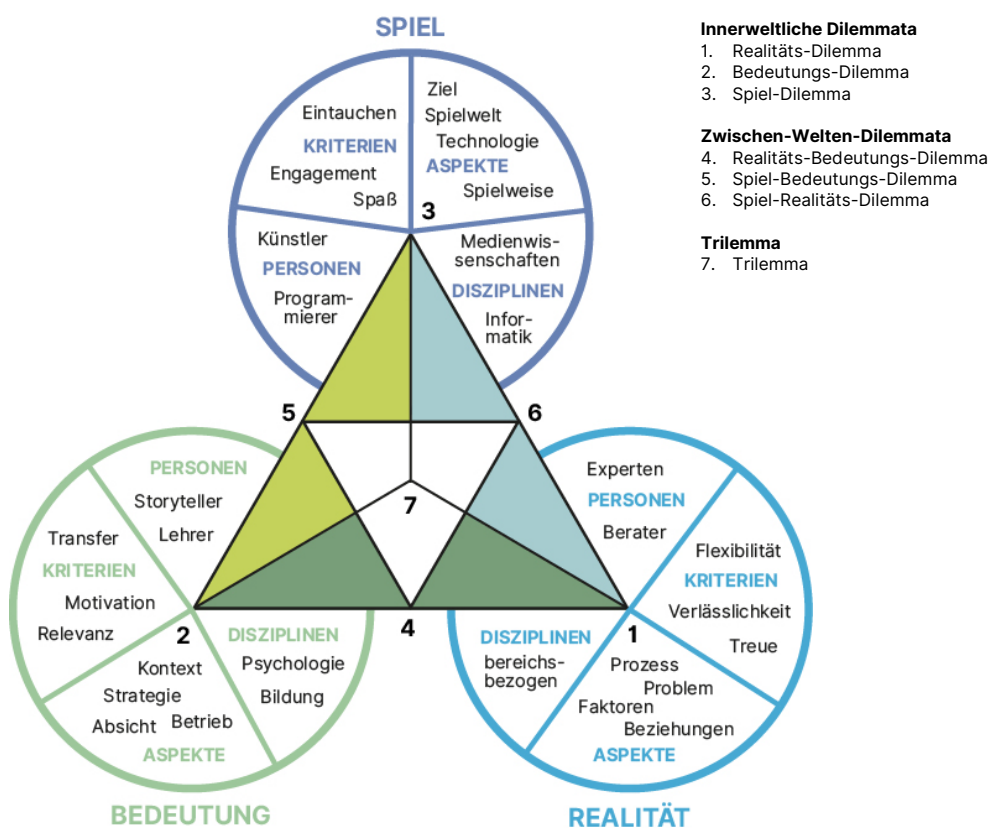 SPIEL
Eintauchen
KRITERIEN
Engagement
Spaß
Ziel
Spielwelt
Technologie
ASPEKTE
Spielweise
3
Künstler
PERSONEN
Program-
mierer
Medienwis-
senschaften
DISZIPLINEN
Infor-
matik
5
6
7
PERSONEN
Storyteller
Lehrer
Transfer
KRITERIEN
Motivation
Relevanz
2
DISZIPLINEN
Psychologie
Bildung
Kontext
Strategie
Absicht
Betrieb
ASPEKTE
BEDEUTUNG
4
Experten
PERSONEN
Berater
Flexibilität
KRITERIEN
Verlässlichkeit
Treue
1
DISZIPLINEN
bereichs-
bezogen
Prozess
Problem
Faktoren
Beziehungen
ASPEKTE
REALITÄT
Innerweltliche Dilemmata
1. Realitäts-Dilemma
2. Bedeutungs-Dilemma
3. Spiel-Dilemma
Zwischen-Welten-Dilemmata
4. Realitäts-Bedeutungs-Dilemma
5. Spiel-Bedeutungs-Dilemma
6. Spiel-Realitäts-Dilemma
Trilemma
7. Trilemma